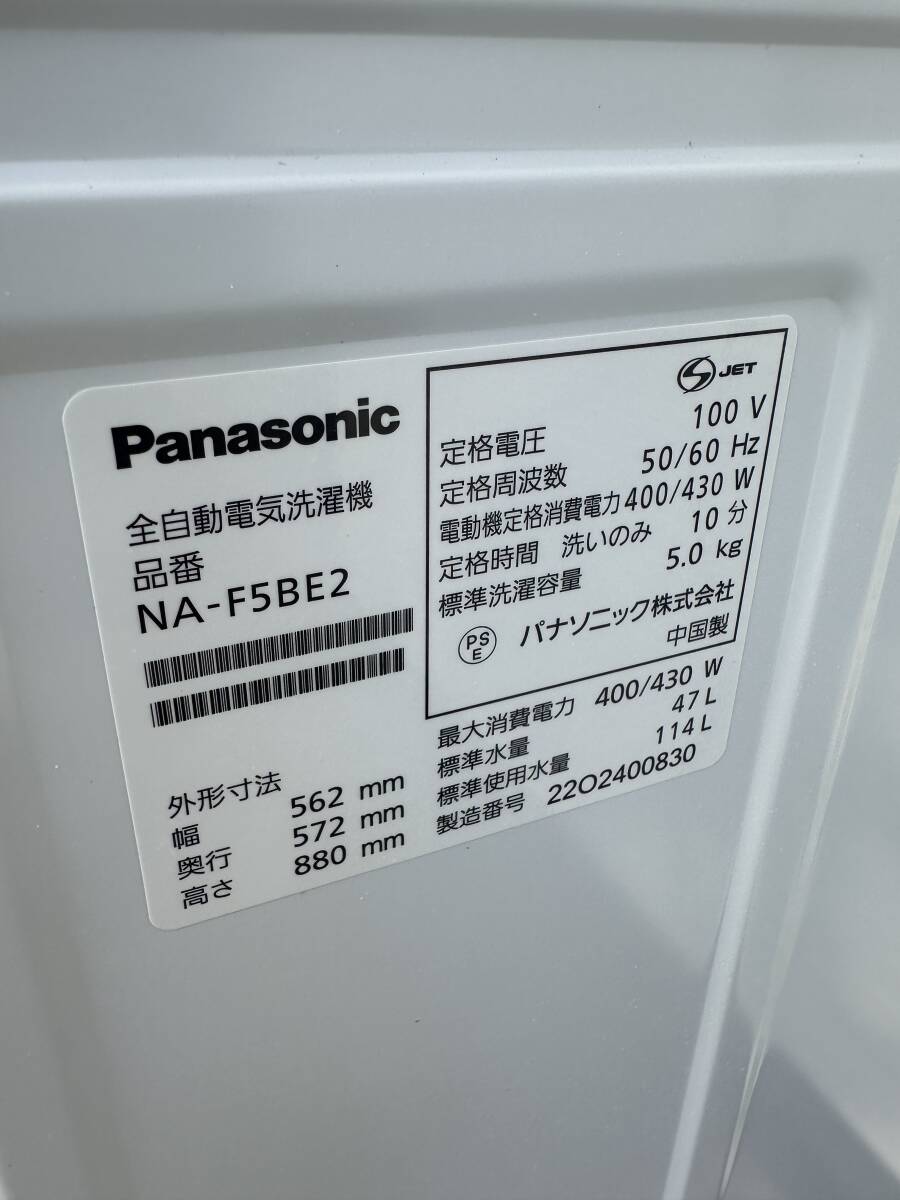 Panasonic
全自動電気洗濯機
品番
NA-F5BE2
外形寸法
幅 562 mm
奥行 572 mm
高さ 880 mm
S JET
定格電圧 100 V
定格周波数 50/60 Hz
電動機定格消費電力 400/430 W
定格時間 洗いのみ 10 分
標準洗濯容量 5.0 kg
PS E パナソニック株式会社
中国製
最大消費電力 400/430 W
標準水量 47 L
標準使用水量 114 L
製造番号 22O2400830